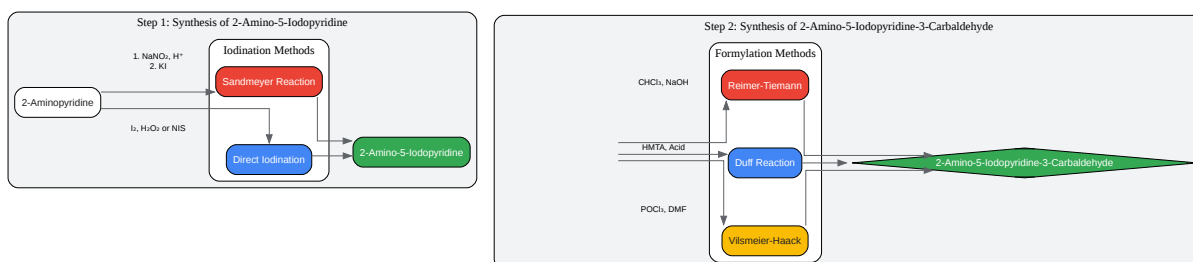 Step 1: Synthesis of 2-Amino-5-Iodopyridine
1. NaNO₂, H⁺
2. KI
Iodination Methods
Sandmeyer Reaction
2-Aminopyridine
I₂, H₂O₂ or NIS
Direct Iodination
2-Amino-5-Iodopyridine
Step 2: Synthesis of 2-Amino-5-Iodopyridine-3-Carbaldehyde
Formylation Methods
CHCl₃, NaOH
Reimer-Tiemann
HMTA, Acid
Duff Reaction
2-Amino-5-Iodopyridine-3-Carbaldehyde
POCl₃, DMF
Vilsmeier-Haack